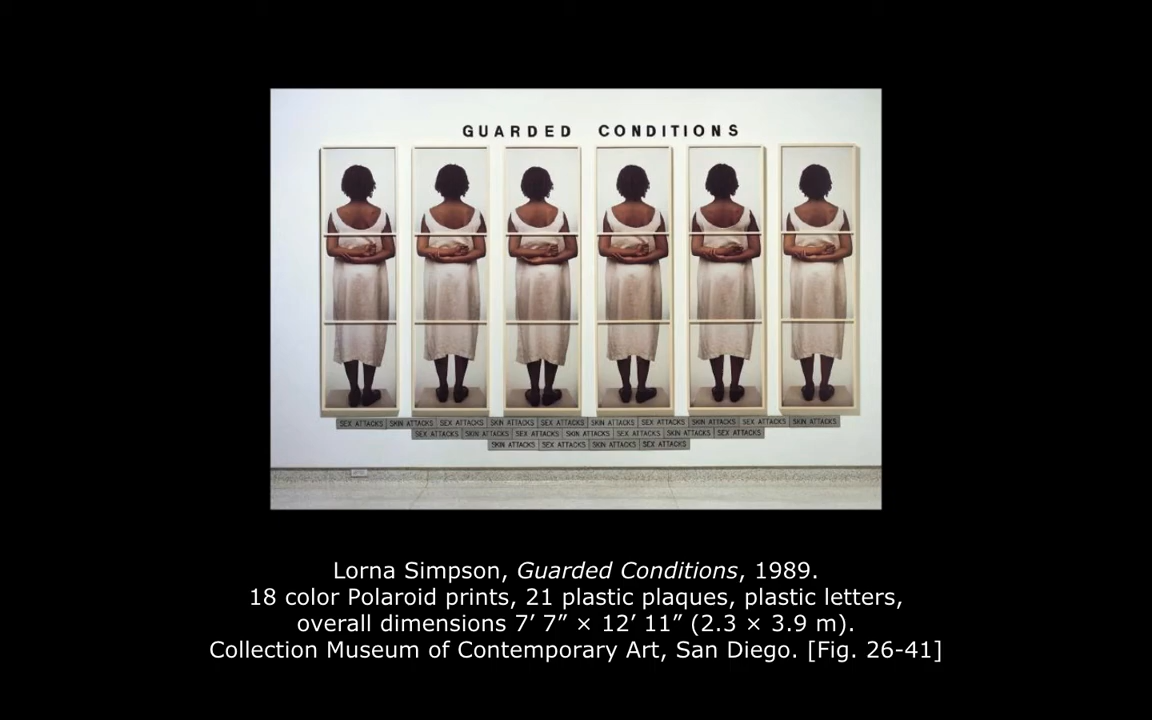 GUARDED CONDITIONS
SEX ATTACKS SKIN ATTACKS SEX ATTACKS SKIN ATTACKS SEX ATTACKS SKIN ATTACKS SEX ATTACKS SKIN ATTACKS SEX ATTACKS SKIN ATTACKS
SEX ATTACKS SKIN ATTACKS SEX ATTACKS SKIN ATTACKS SEX ATTACKS SKIN ATTACKS SEX ATTACKS
SKIN ATTACKS SEX ATTACKS SKIN ATTACKS SEX ATTACKS
Lorna Simpson, Guarded Conditions, 1989.
18 color Polaroid prints, 21 plastic plaques, plastic letters,
overall dimensions 7’ 7” × 12’ 11” (2.3 × 3.9 m).
Collection Museum of Contemporary Art, San Diego. [Fig. 26-41]